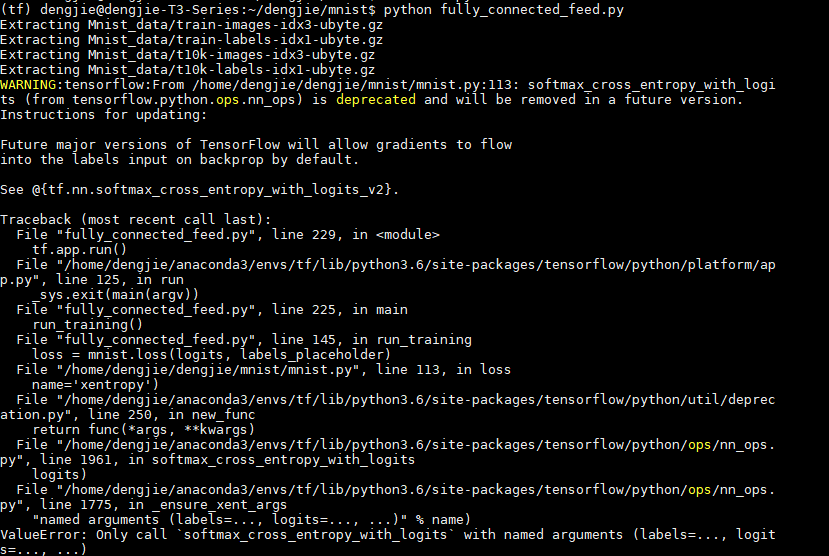 (tf) dengjie@dengjie-T3-Series:~/dengjie/mnist$ python fully_connected_feed.py
Extracting Mnist_data/train-images-idx3-ubyte.gz
Extracting Mnist_data/train-labels-idx1-ubyte.gz
Extracting Mnist_data/t10k-images-idx3-ubyte.gz
Extracting Mnist_data/t10k-labels-idx1-ubyte.gz
WARNING:tensorflow:From /home/dengjie/dengjie/mnist/mnist.py:113: softmax_cross_entropy_with_logi
ts (from tensorflow.python.ops.nn_ops) is deprecated and will be removed in a future version.
Instructions for updating:

Future major versions of TensorFlow will allow gradients to flow
into the labels input on backprop by default.

See @{tf.nn.softmax_cross_entropy_with_logits_v2}.

Traceback (most recent call last):
  File "fully_connected_feed.py", line 229, in <module>
    tf.app.run()
  File "/home/dengjie/anaconda3/envs/tf/lib/python3.6/site-packages/tensorflow/python/platform/ap
p.py", line 125, in run
    _sys.exit(main(argv))
  File "fully_connected_feed.py", line 225, in main
    run_training()
  File "fully_connected_feed.py", line 145, in run_training
    loss = mnist.loss(logits, labels_placeholder)
  File "/home/dengjie/dengjie/mnist/mnist.py", line 113, in loss
    name='xentropy')
  File "/home/dengjie/anaconda3/envs/tf/lib/python3.6/site-packages/tensorflow/python/util/deprec
ation.py", line 250, in new_func
    return func(*args, **kwargs)
  File "/home/dengjie/anaconda3/envs/tf/lib/python3.6/site-packages/tensorflow/python/ops/nn_ops.
py", line 1961, in softmax_cross_entropy_with_logits
    logits)
  File "/home/dengjie/anaconda3/envs/tf/lib/python3.6/site-packages/tensorflow/python/ops/nn_ops.
py", line 1775, in _ensure_xent_args
    "named arguments (labels=..., logits=..., ...)" % name)
ValueError: Only call `softmax_cross_entropy_with_logits` with named arguments (labels=..., logit
s=..., ...)